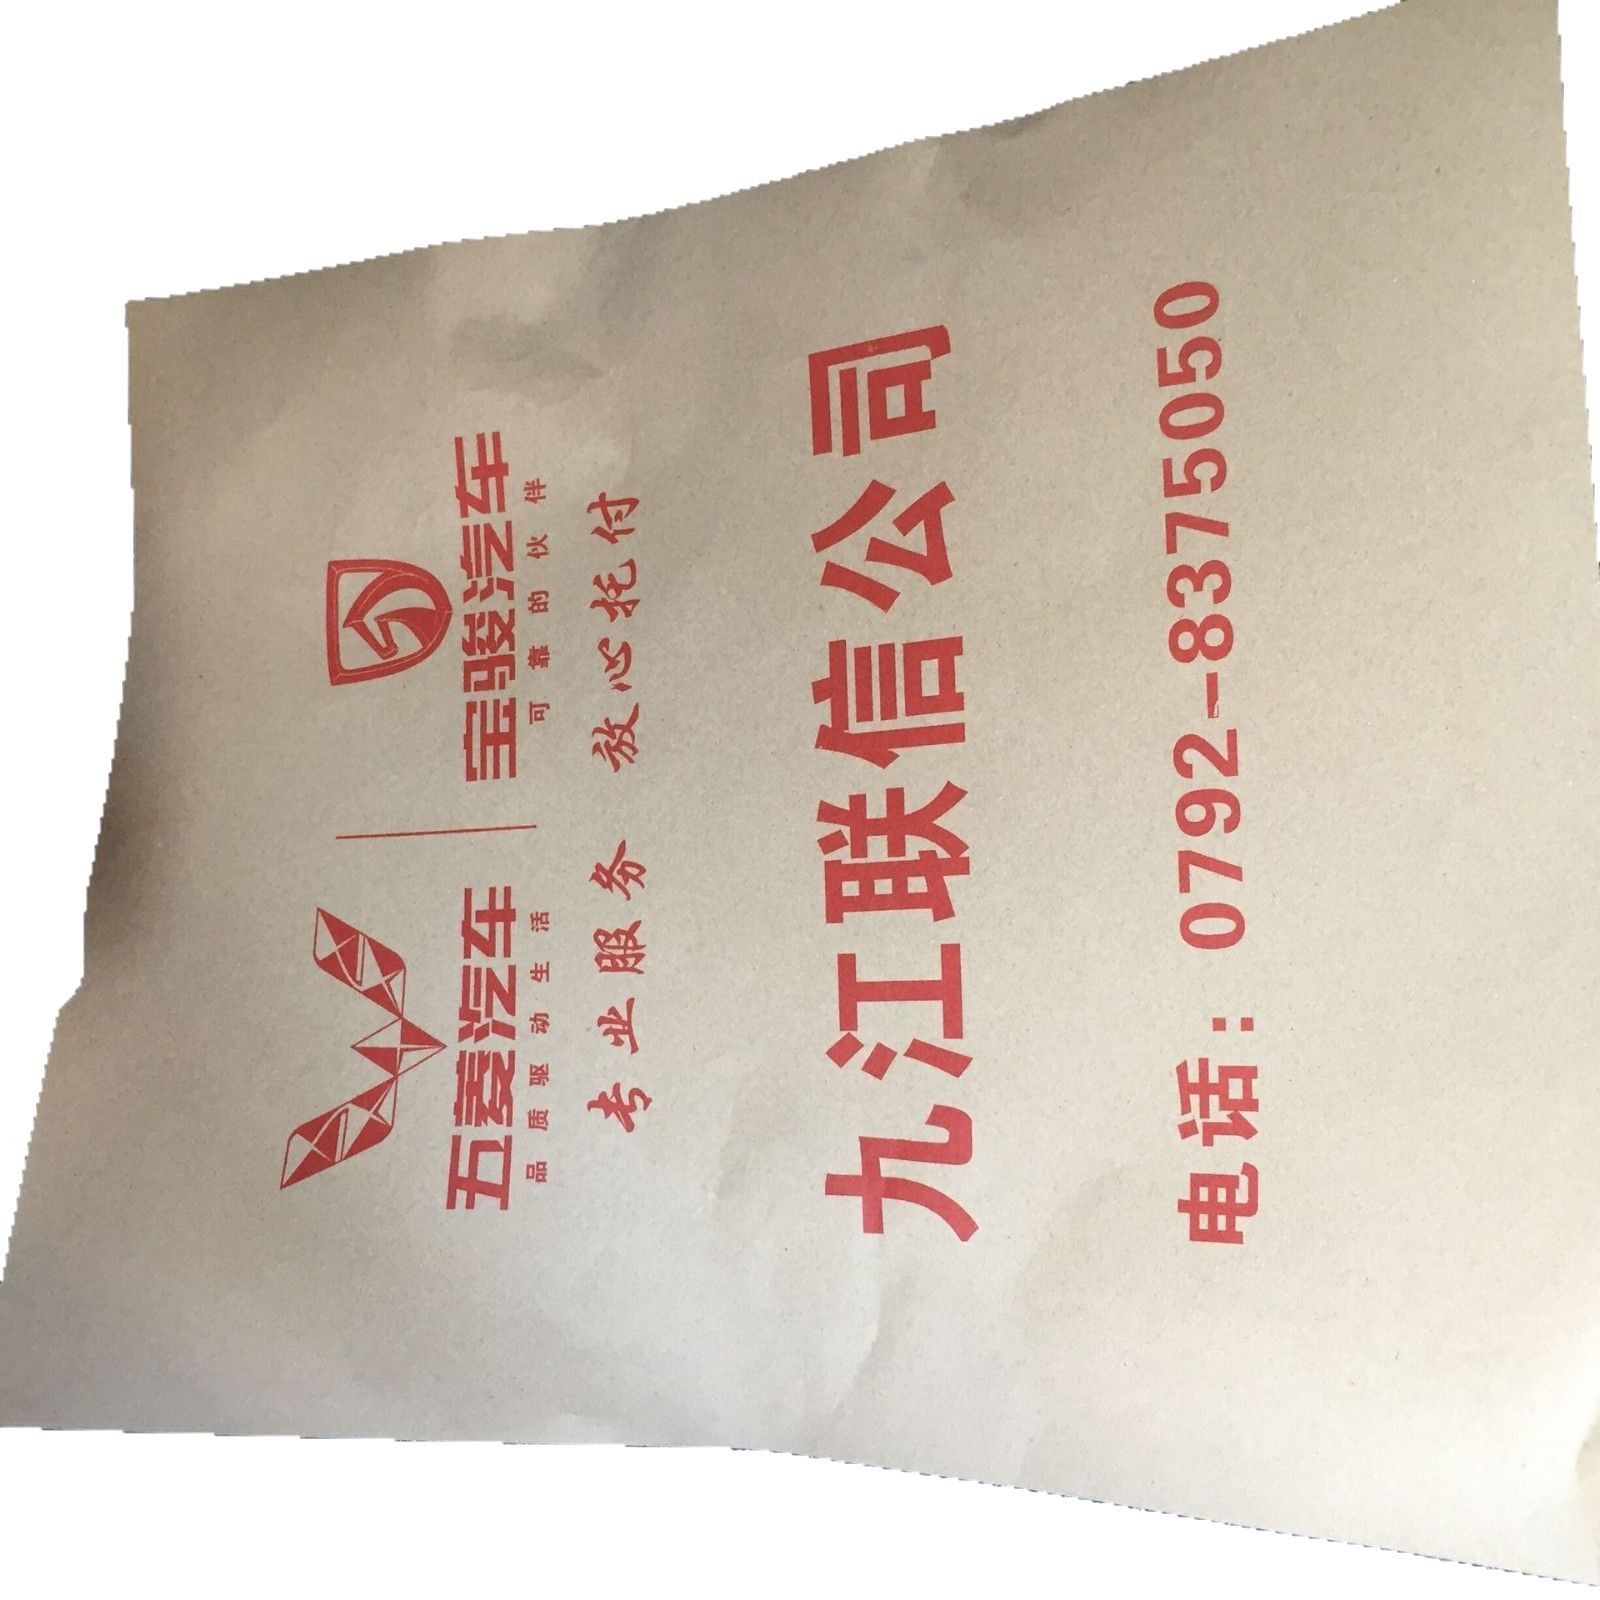 五菱汽车 宝骏汽车
品质驱动生活 可靠的伙伴
专业服务 放心托付
九江联信公司
电话：0792-8375050